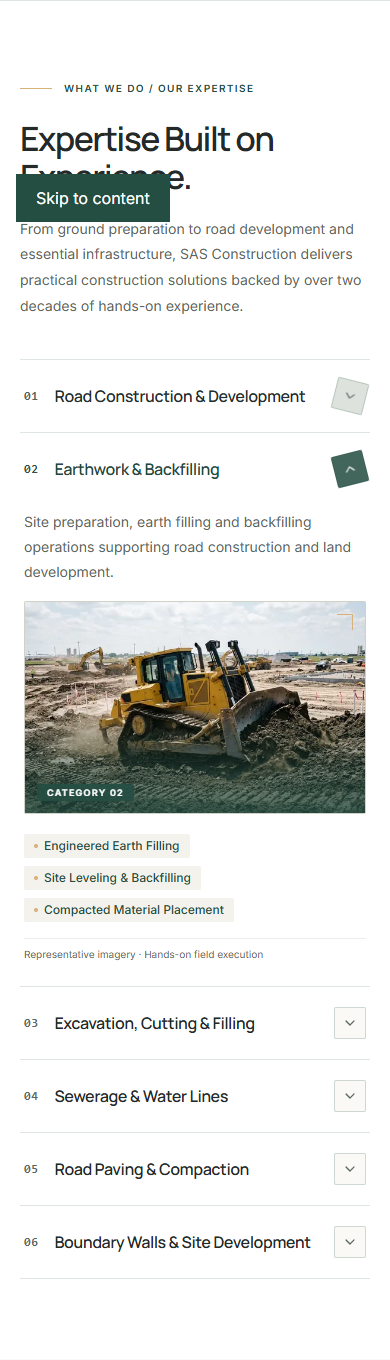 WHAT WE DO / OUR EXPERTISE
Expertise Built on
Experience.
Skip to content
From ground preparation to road development and
essential infrastructure, SAS Construction delivers
practical construction solutions backed by over two
decades of hands-on experience.
01 Road Construction & Development
02 Earthwork & Backfilling
Site preparation, earth filling and backfilling
operations supporting road construction and land
development.
CATEGORY 02
Engineered Earth Filling
Site Leveling & Backfilling
Compacted Material Placement
Representative imagery · Hands-on field execution
03 Excavation, Cutting & Filling
04 Sewerage & Water Lines
05 Road Paving & Compaction
06 Boundary Walls & Site Development